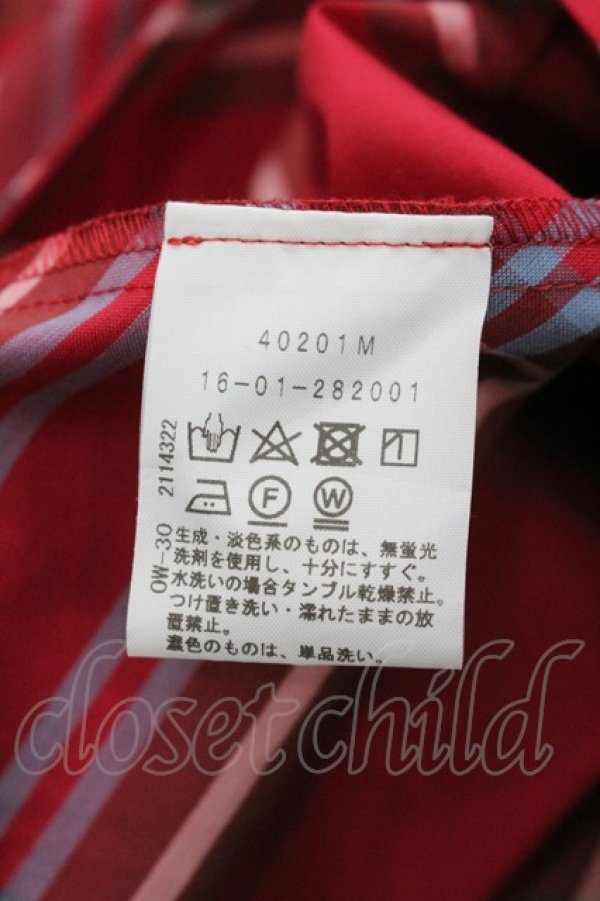 40201M
16-01-282001
2114322
F
W
OW-30
生成・淡色系のものは、無蛍光
洗剤を使用し、十分にすすぐ。
水洗いの場合タンブル乾燥禁止。
つけ置き洗い・濡れたままの放
置禁止。
濃色のものは、単品洗い。
closetchild